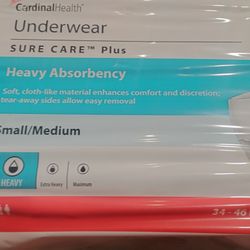 CardinalHealth™
Underwear
SURE CARE™ Plus
Heavy Absorbency
Soft, cloth-like material enhances comfort and discretion;
tear-away sides allow easy removal
Small/Medium
HEAVY
Extra Heavy
Maximum
34 - 46